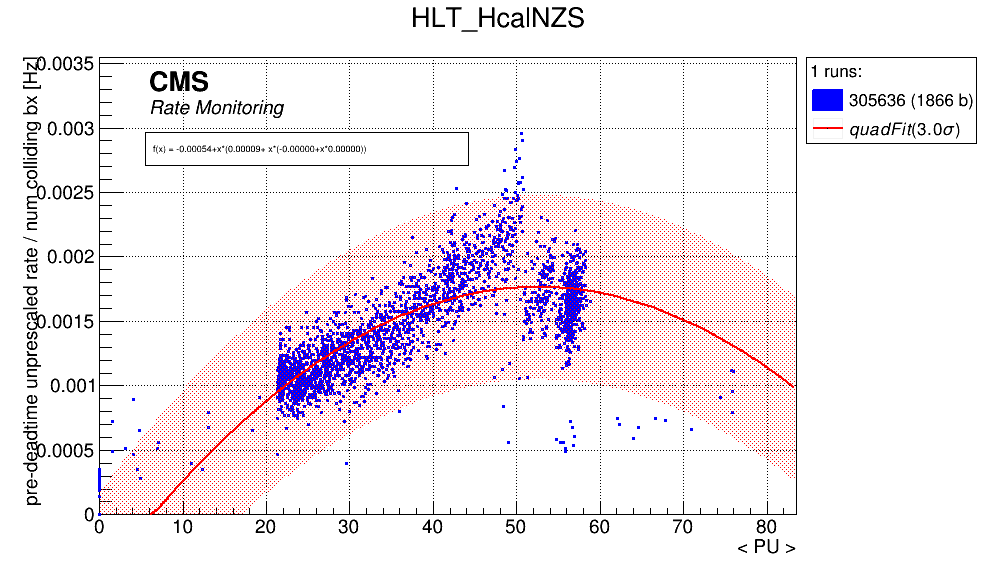 HLT_HcalNZS
pre-deadtime unprescaled rate / num colliding bx [Hz]
0.0035
0.003
0.0025
0.002
0.0015
0.001
0.0005
0
CMS
Rate Monitoring
f(x) = -0.00054+x*(0.00009+ x*(-0.00000+x*0.00000))
0 10 20 30 40 50 60 70 80
< PU >
1 runs:
305636 (1866 b)
quadFit(3.0σ)